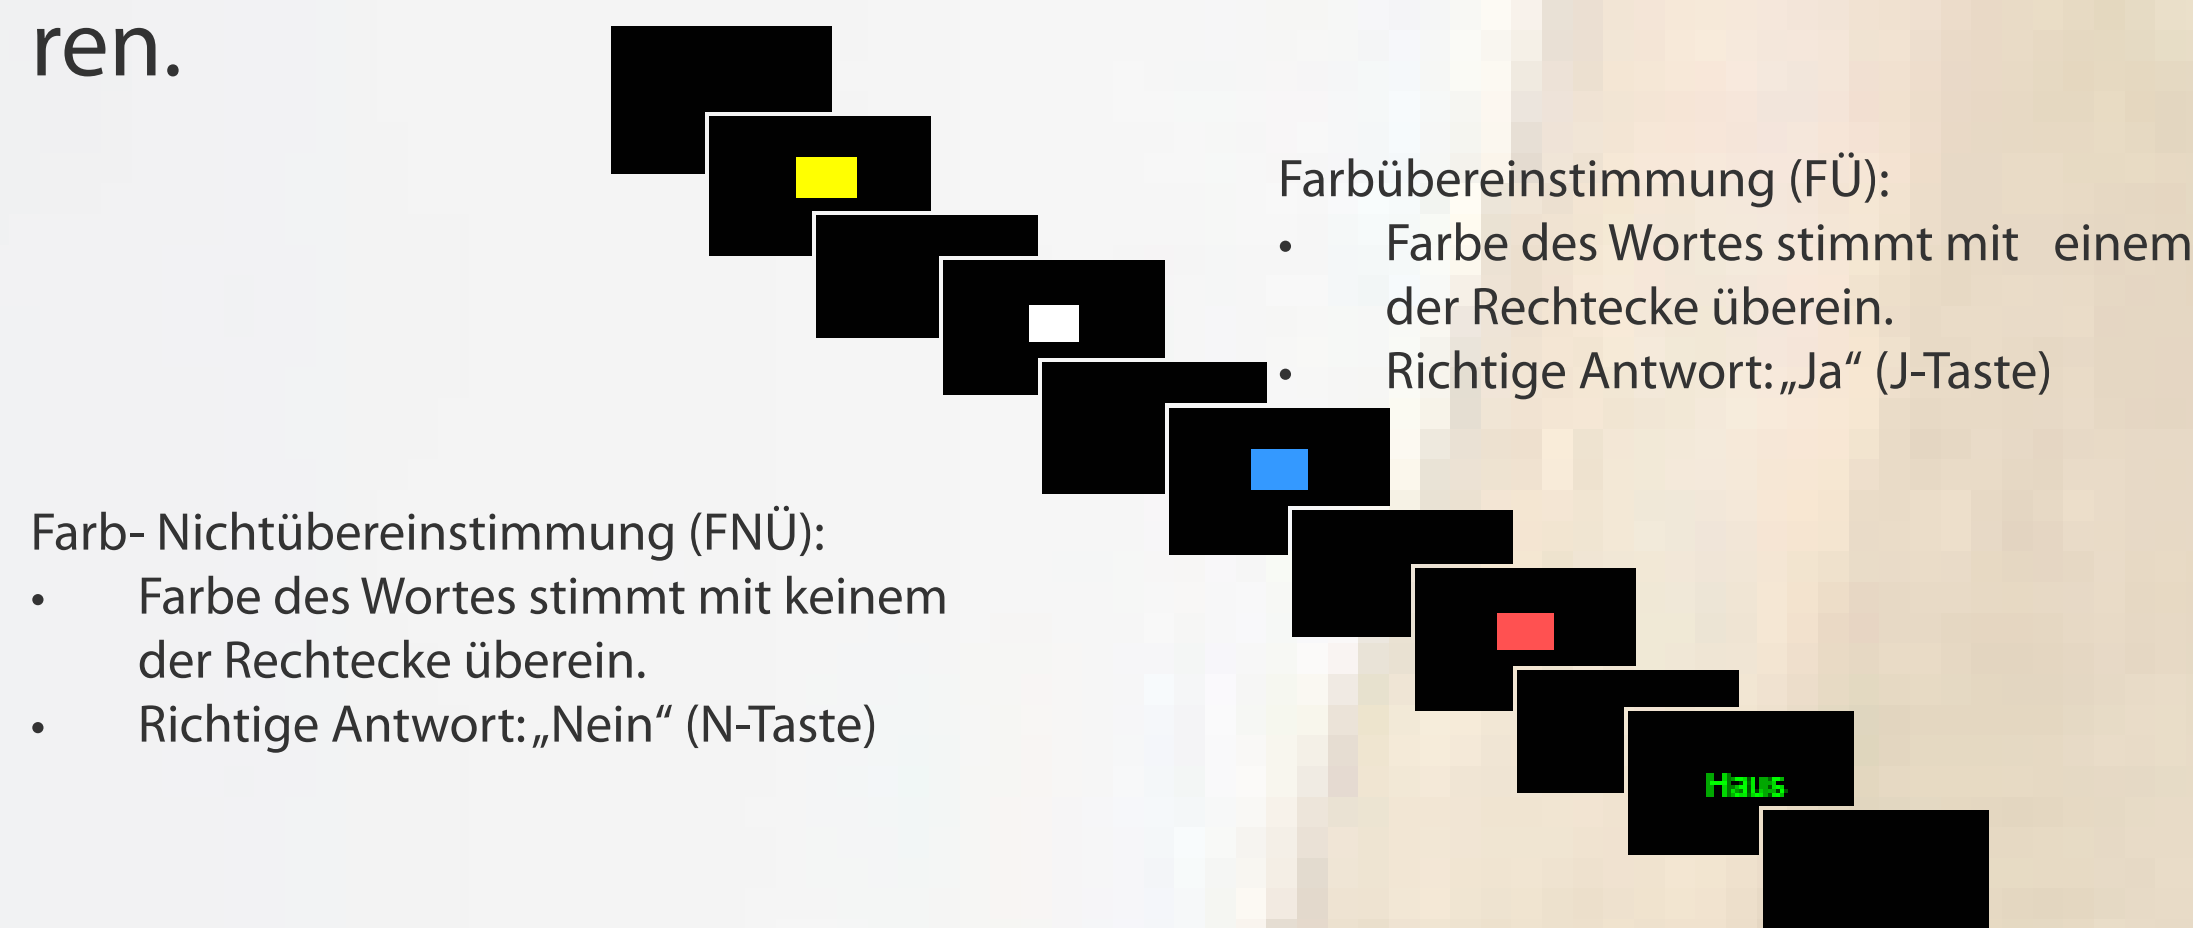 ren.
Farbübereinstimmung (FÜ):
• Farbe des Wortes stimmt mit einem
der Rechtecke überein.
• Richtige Antwort: „Ja“ (J-Taste)
Farb- Nichtübereinstimmung (FNÜ):
• Farbe des Wortes stimmt mit keinem
der Rechtecke überein.
• Richtige Antwort: „Nein“ (N-Taste)
Haus